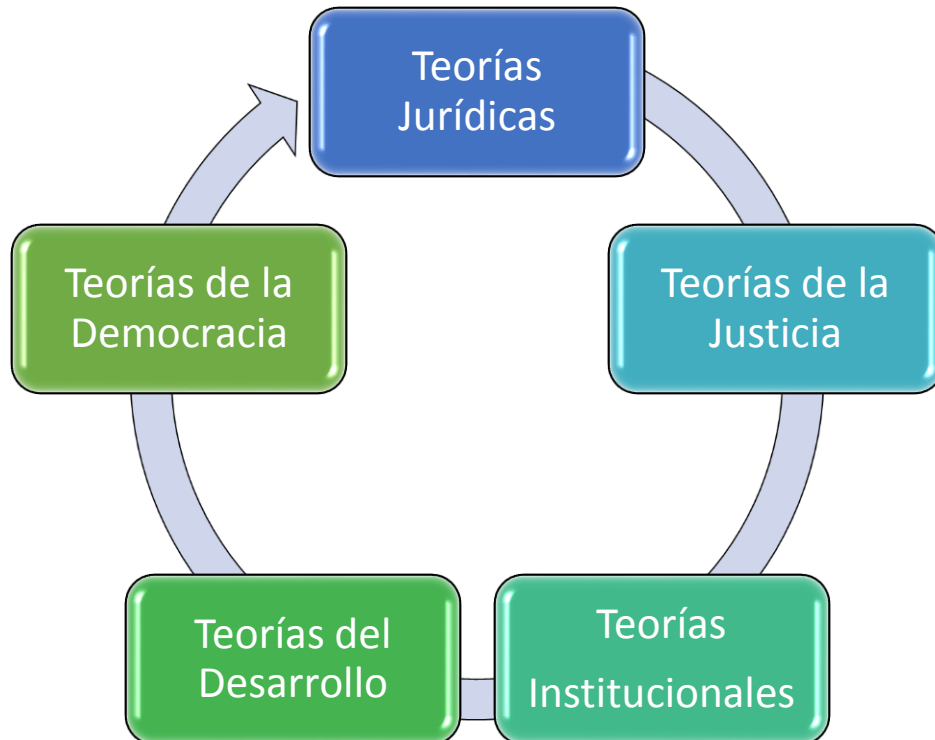 Teorías
Jurídicas
Teorías de la
Justicia
Teorías
Institucionales
Teorías del
Desarrollo
Teorías de la
Democracia